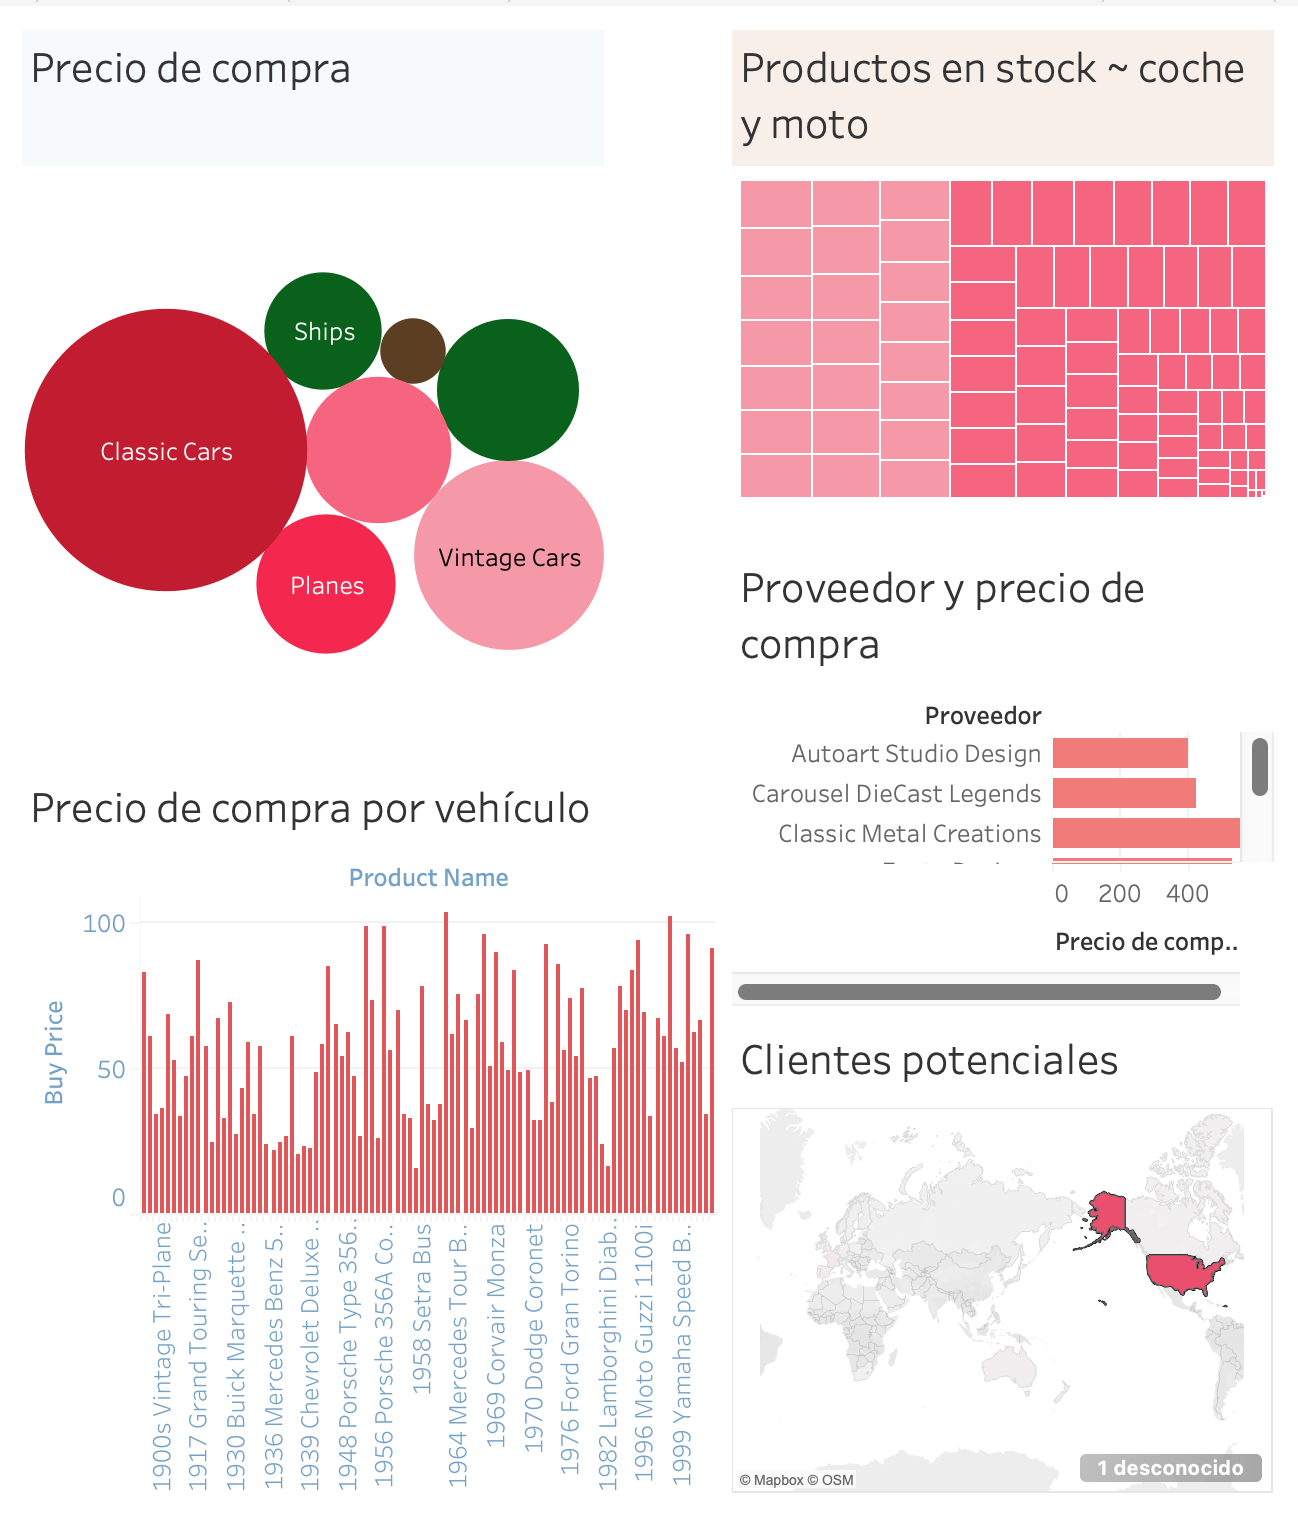 Precio de compra
Ships
Classic Cars
Planes
Vintage Cars
Precio de compra por vehículo
Product Name
Buy Price
100
50
0
1900s Vintage Tri-Plane
1917 Grand Touring Se..
1930 Buick Marquette ..
1936 Mercedes Benz 5..
1939 Chevrolet Deluxe ..
1948 Porsche Type 356..
1956 Porsche 356A Co..
1958 Setra Bus
1964 Mercedes Tour B..
1969 Corvair Monza
1970 Dodge Coronet
1976 Ford Gran Torino
1982 Lamborghini Diab..
1996 Moto Guzzi 1100i
1999 Yamaha Speed B..
Productos en stock ~ coche
y moto
Proveedor y precio de
compra
Proveedor
Autoart Studio Design
Carousel DieCast Legends
Classic Metal Creations
0 200 400
Precio de comp..
Clientes potenciales
© Mapbox © OSM
1 desconocido